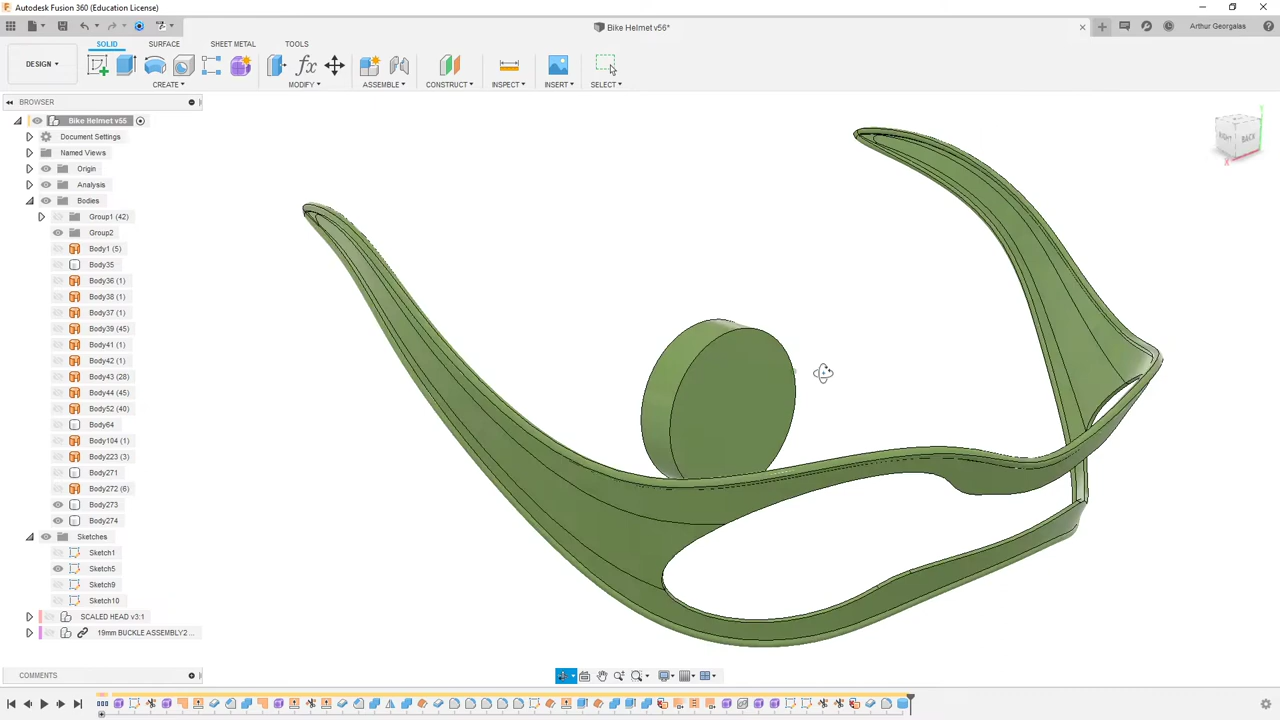 Autodesk Fusion 360 (Education License)
Bike Helmet v56*
Arthur Georgalas
SOLID SURFACE SHEET METAL TOOLS
DESIGN
CREATE MODIFY ASSEMBLE CONSTRUCT INSPECT INSERT SELECT
BROWSER
Bike Helmet v55
Document Settings
Named Views
Origin
Analysis
Bodies
Group1 (42)
Group2
Body1 (5)
Body35
Body36 (1)
Body38 (1)
Body37 (1)
Body39 (45)
Body41 (1)
Body42 (1)
Body43 (28)
Body44 (45)
Body52 (40)
Body64
Body104 (1)
Body223 (3)
Body271
Body272 (6)
Body273
Body274
Sketches
Sketch1
Sketch5
Sketch9
Sketch10
SCALED HEAD v3:1
19mm BUCKLE ASSEMBLY2...
COMMENTS
RIGHT BACK